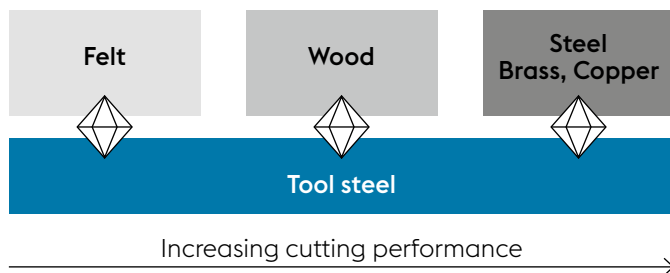 Felt
Wood
Steel
Brass, Copper
Tool steel
Increasing cutting performance